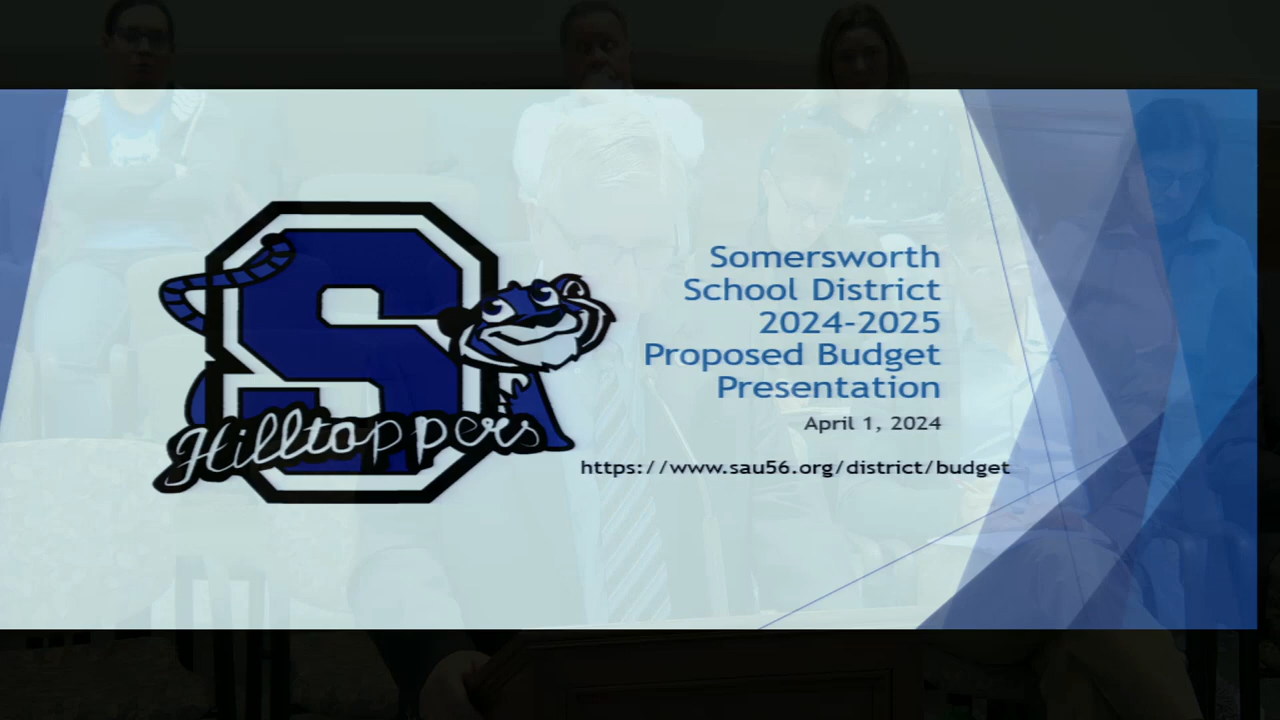 S
Hilltoppers
Somersworth
School District
2024-2025
Proposed Budget
Presentation
April 1, 2024
https://www.sau56.org/district/budget